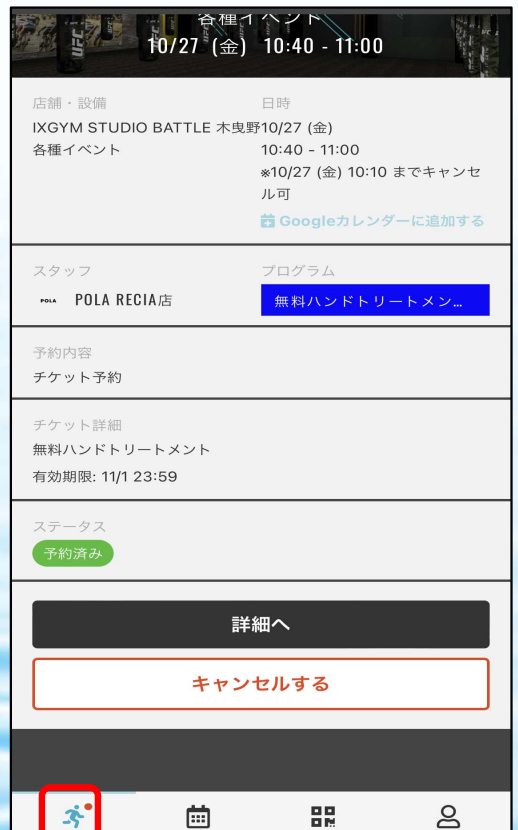 各種イベント
10/27 (金) 10:40 - 11:00
UFC
UFC
店舗・設備
IXGYM STUDIO BATTLE 木曳野
各種イベント
日時
10/27 (金)
10:40 - 11:00
※10/27 (金) 10:10 までキャンセ
ル可
Googleカレンダーに追加する
スタッフ
POLA POLA RECIA店
プログラム
無料ハンドトリートメン...
予約内容
チケット予約
チケット詳細
無料ハンドトリートメント
有効期限: 11/1 23:59
ステータス
予約済み
詳細へ
キャンセルする